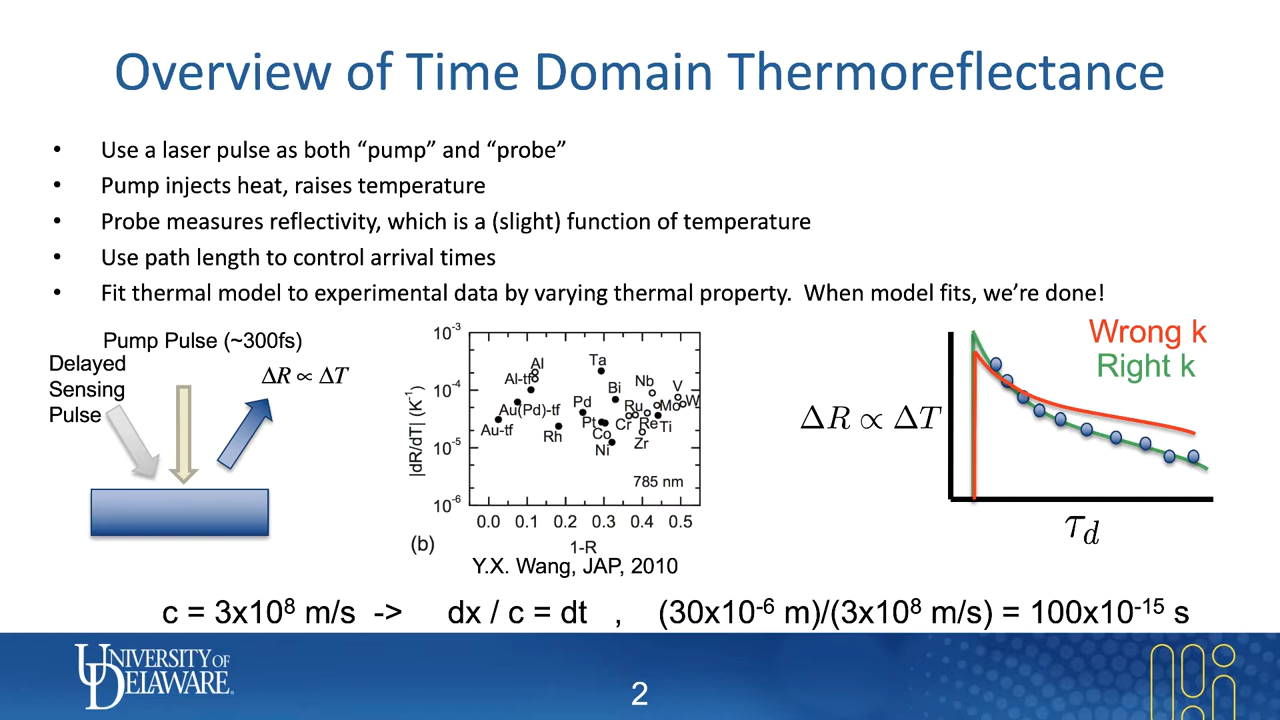 Overview of Time Domain Thermoreflectance
• Use a laser pulse as both “pump” and “probe”
• Pump injects heat, raises temperature
• Probe measures reflectivity, which is a (slight) function of temperature
• Use path length to control arrival times
• Fit thermal model to experimental data by varying thermal property.  When model fits, we’re done!
Pump Pulse (~300fs)
Delayed
Sensing
Pulse
ΔR ∝ ΔT
10⁻³
10⁻⁴
10⁻⁵
10⁻⁶
|dR/dT| (K⁻¹)
Al
Al-tf
Au(Pd)-tf
Au-tf
Rh
Ta
Bi
Pd
Pt
Co
Ni
Nb
V
W
Ru
Mo
Cr
Re
Ti
Zr
785 nm
0.0 0.1 0.2 0.3 0.4 0.5
1-R
(b)
Y.X. Wang, JAP, 2010
Wrong k
Right k
ΔR ∝ ΔT
τd
c = 3x10⁸ m/s -> dx / c = dt , (30x10⁻⁶ m)/(3x10⁸ m/s) = 100x10⁻¹⁵ s
UNIVERSITY OF
DELAWARE.
2